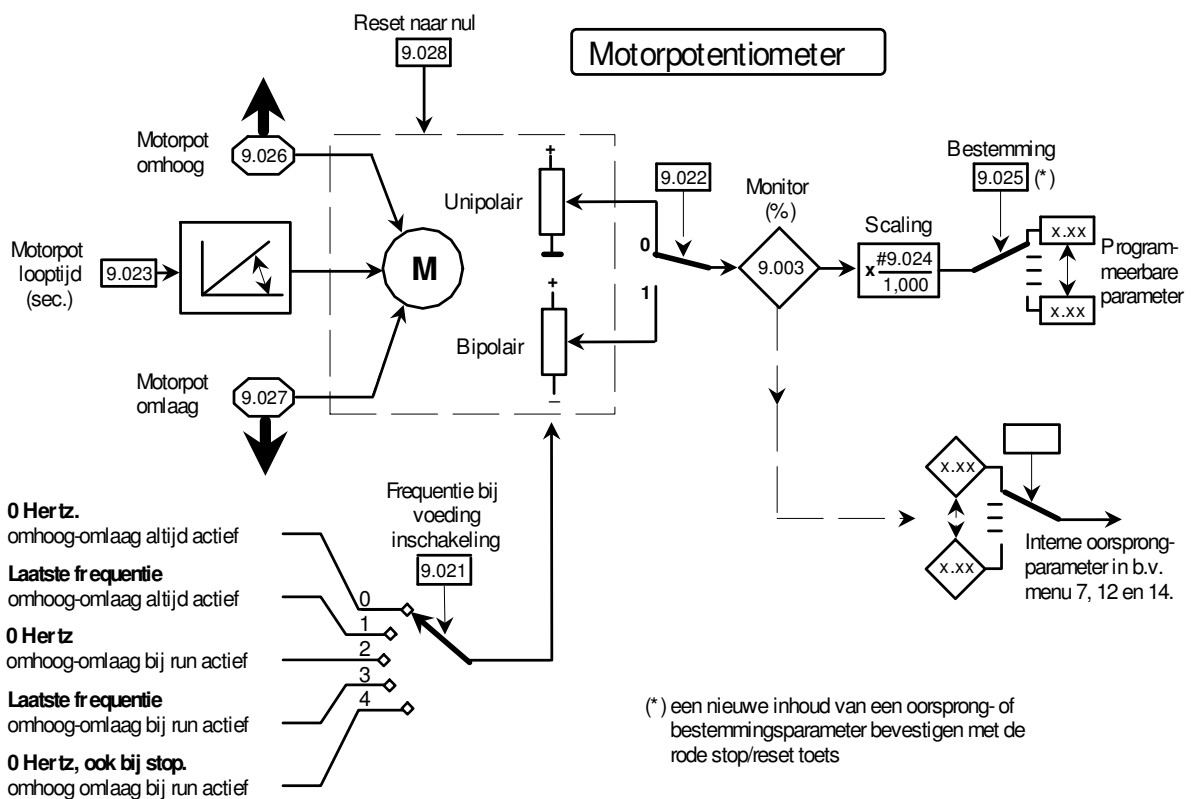 Reset naar nul
9.028
Motorpotentiometer
Motorpot
omhoog
9.026
Unipolair
+
9.022
Monitor
(%)
9.003
Scaling
x #9.024
1,000
Bestemming
9.025 (*)
x.xx
x.xx
Program-
meerbare
parameter
Motorpot
looptijd
(sec.)
9.023
M
0
1
+
Bipolair
–
Motorpot
omlaag
9.027
x.xx
x.xx
Interne oorsprong-
parameter in b.v.
menu 7, 12 en 14.
Frequentie bij
voeding
inschakeling
9.021
0 Hertz.
omhoog-omlaag altijd actief
Laatste frequentie
omhoog-omlaag altijd actief
0 Hertz
omhoog-omlaag bij run actief
Laatste frequentie
omhoog-omlaag bij run actief
0 Hertz, ook bij stop.
omhoog omlaag bij run actief
0
1
2
3
4
(*) een nieuwe inhoud van een oorsprong- of
bestemmingsparameter bevestigen met de
rode stop/reset toets